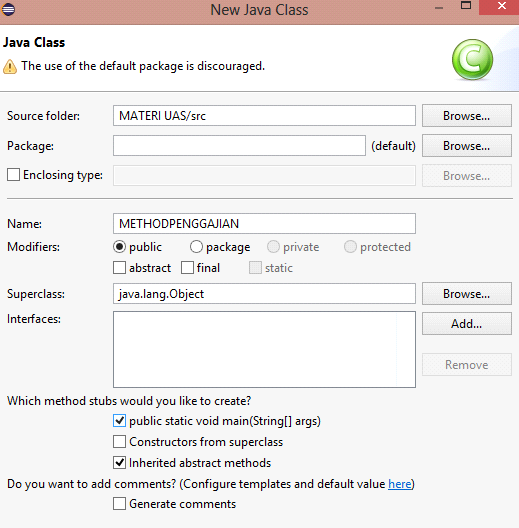 New Java Class
Java Class
The use of the default package is discouraged.
C
Source folder: MATERI UAS/src Browse...
Package: (default) Browse...
Enclosing type: Browse...
Name: METHODPENGGAJIAN
Modifiers: public package private protected
abstract final static
Superclass: java.lang.Object Browse...
Interfaces: Add...
Remove
Which method stubs would you like to create?
public static void main(String[] args)
Constructors from superclass
Inherited abstract methods
Do you want to add comments? (Configure templates and default value here)
Generate comments